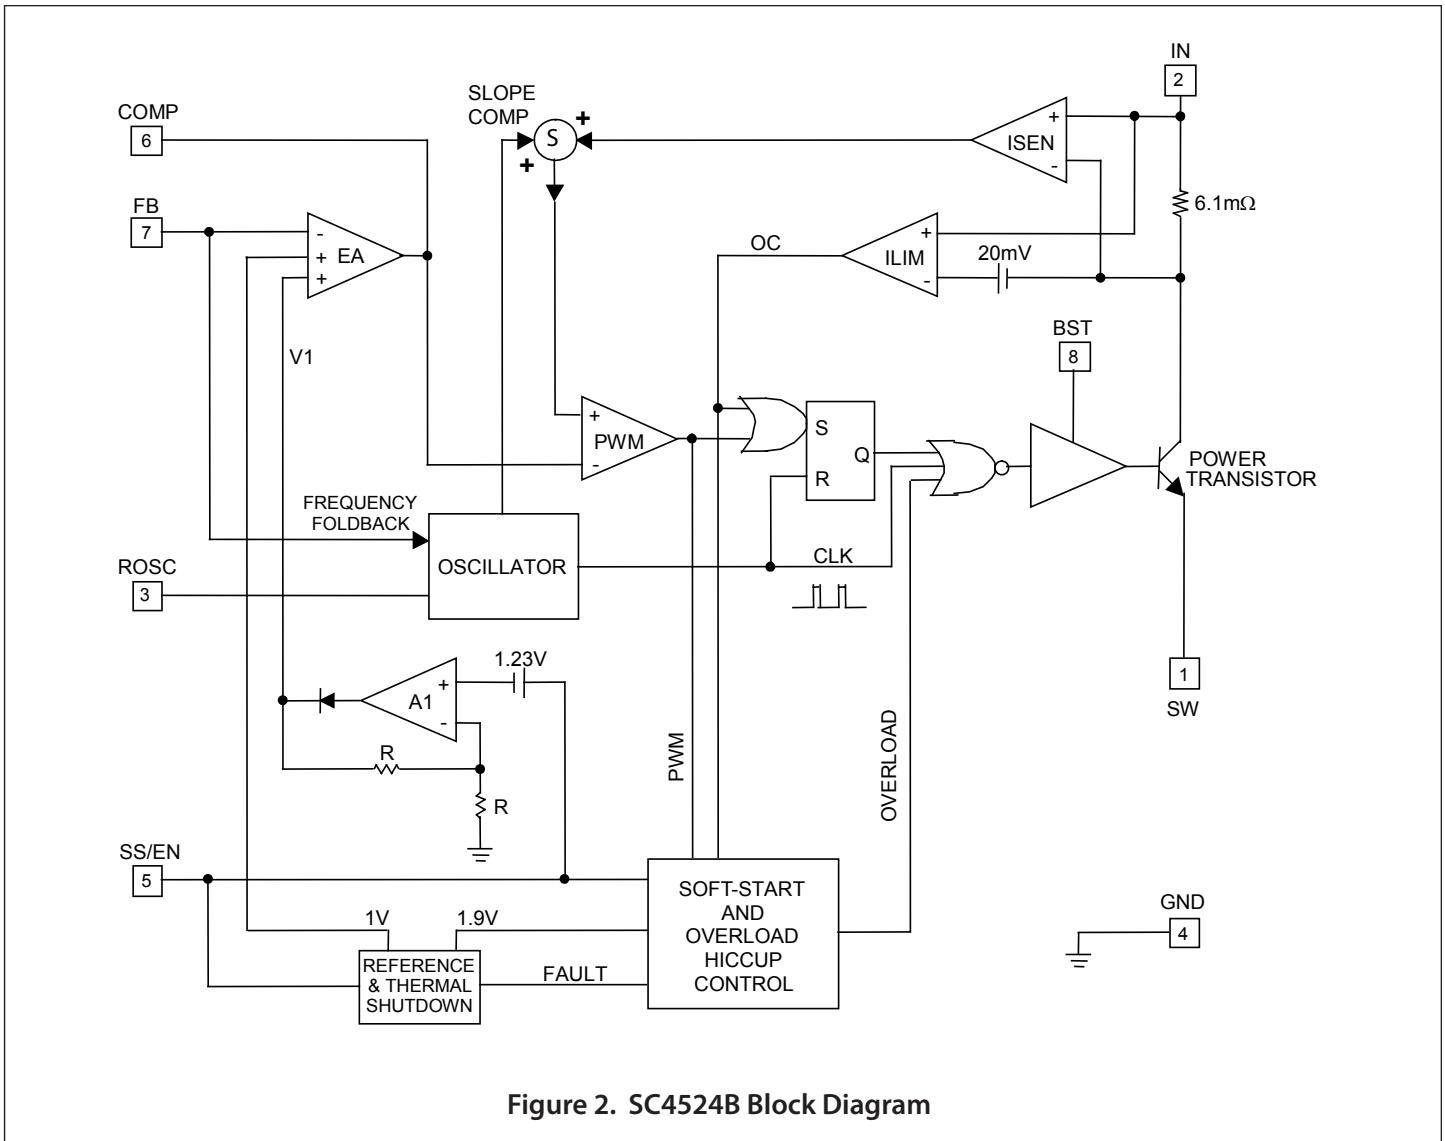 IN
2
SLOPE
COMP
+
S
+
COMP
6
+
ISEN
-
6.1mΩ
FB
7
-
+
EA
+
OC
+
ILIM
-
20mV
BST
8
V1
+
PWM
-
S
Q
R
POWER
TRANSISTOR
FREQUENCY
FOLDBACK
OSCILLATOR
CLK
ROSC
3
1
SW
1.23V
+
A1
-
R
R
PWM
OVERLOAD
SS/EN
5
1V
1.9V
SOFT-START
AND
OVERLOAD
HICCUP
CONTROL
REFERENCE
& THERMAL
SHUTDOWN
FAULT
GND
4
Figure 2. SC4524B Block Diagram